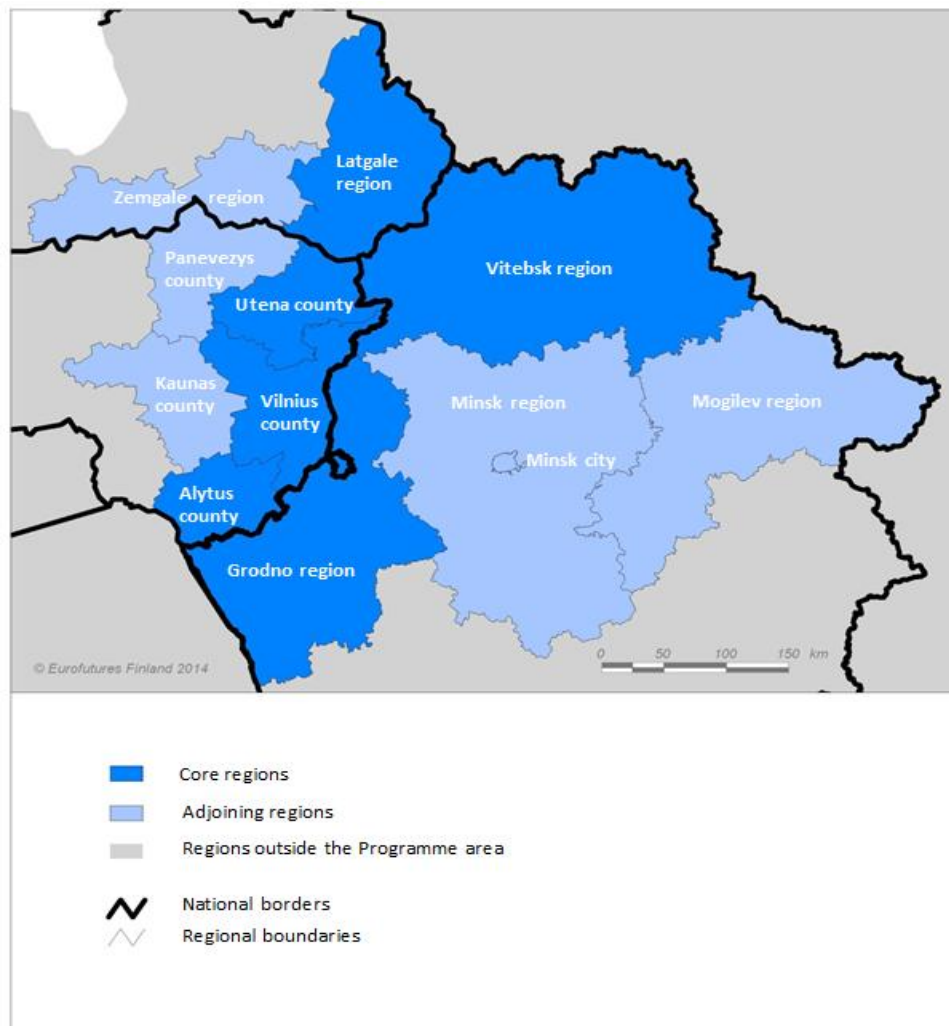 Latgale
region
Zemgale region
Panevezys
county
Utena county
Vitebsk region
Kaunas
county
Vilnius
county
Minsk region
Mogilev region
Minsk city
Alytus
county
Grodno region
0 50 100 150 km
© Eurofutures Finland 2014
Core regions
Adjoining regions
Regions outside the Programme area
National borders
Regional boundaries